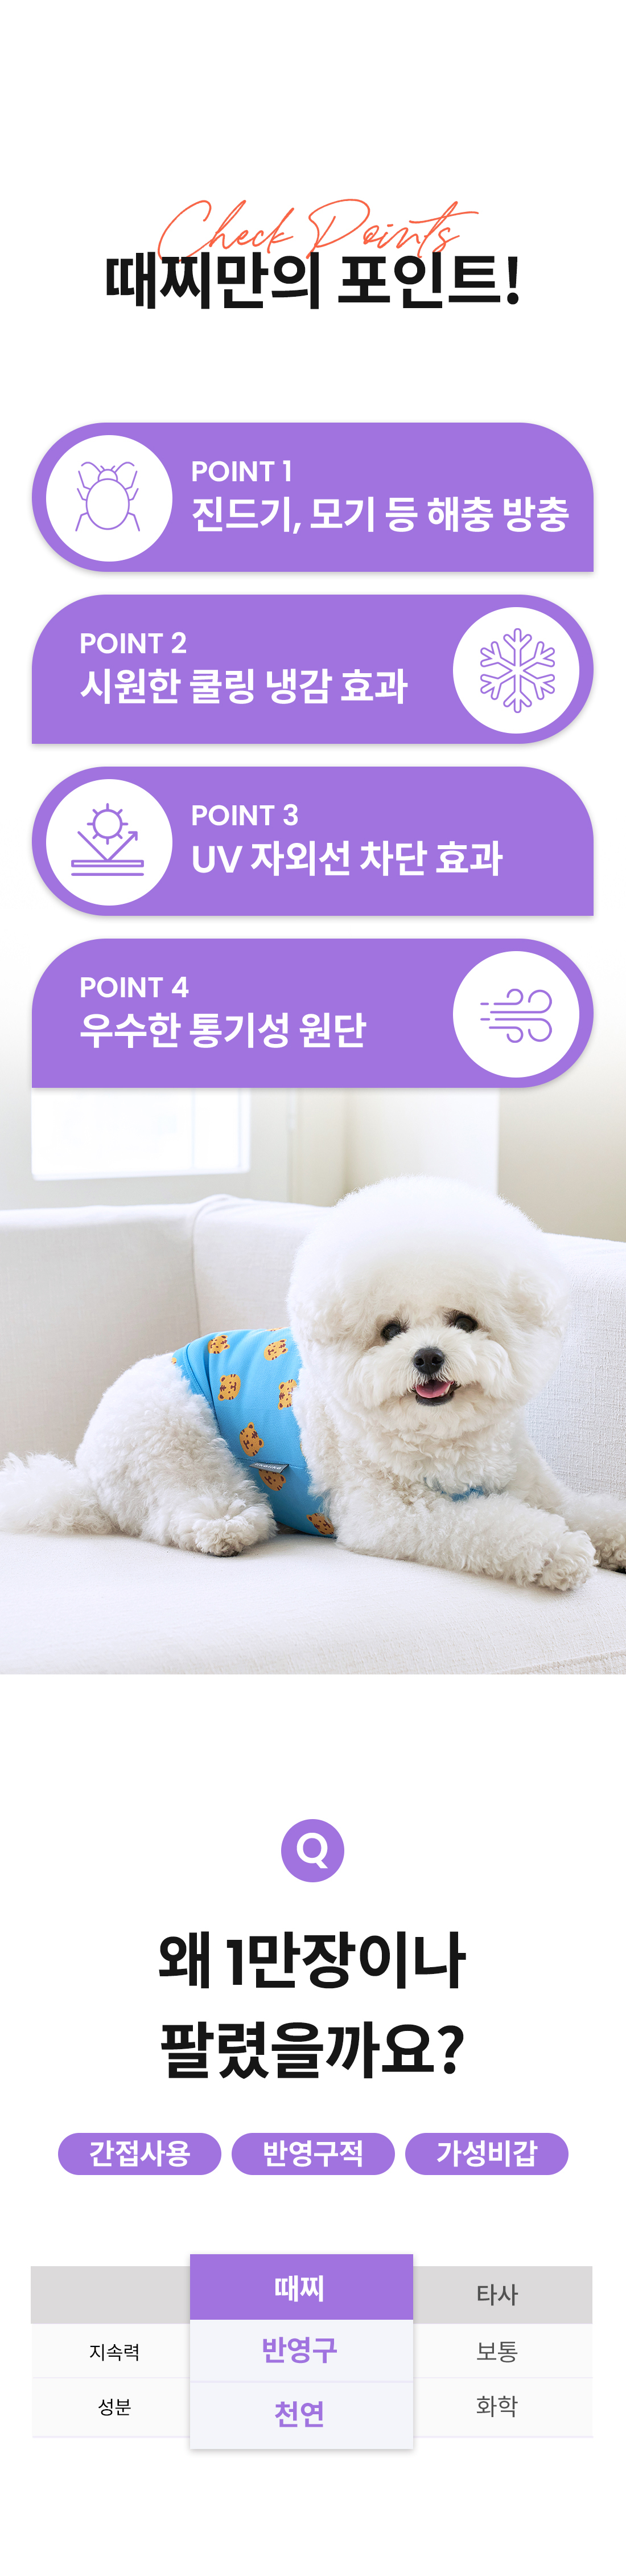 Check Points
때찌만의 포인트!
POINT 1
진드기, 모기 등 해충 방충
POINT 2
시원한 쿨링 냉감 효과
POINT 3
UV 자외선 차단 효과
POINT 4
우수한 통기성 원단
Q
왜 1만장이나
팔렸을까요?
간접사용 반영구적 가성비갑
때찌 타사
지속력 반영구 보통
성분 천연 화학